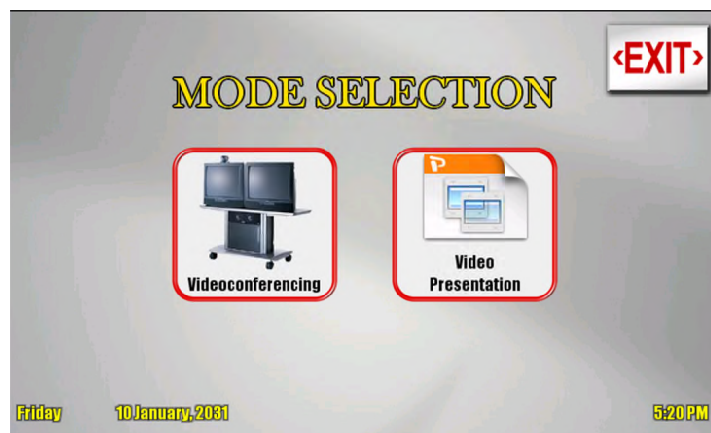 ‹EXIT›
MODE SELECTION
P
Videoconferencing
Video
Presentation
Friday 10 January, 2031 5:20 PM